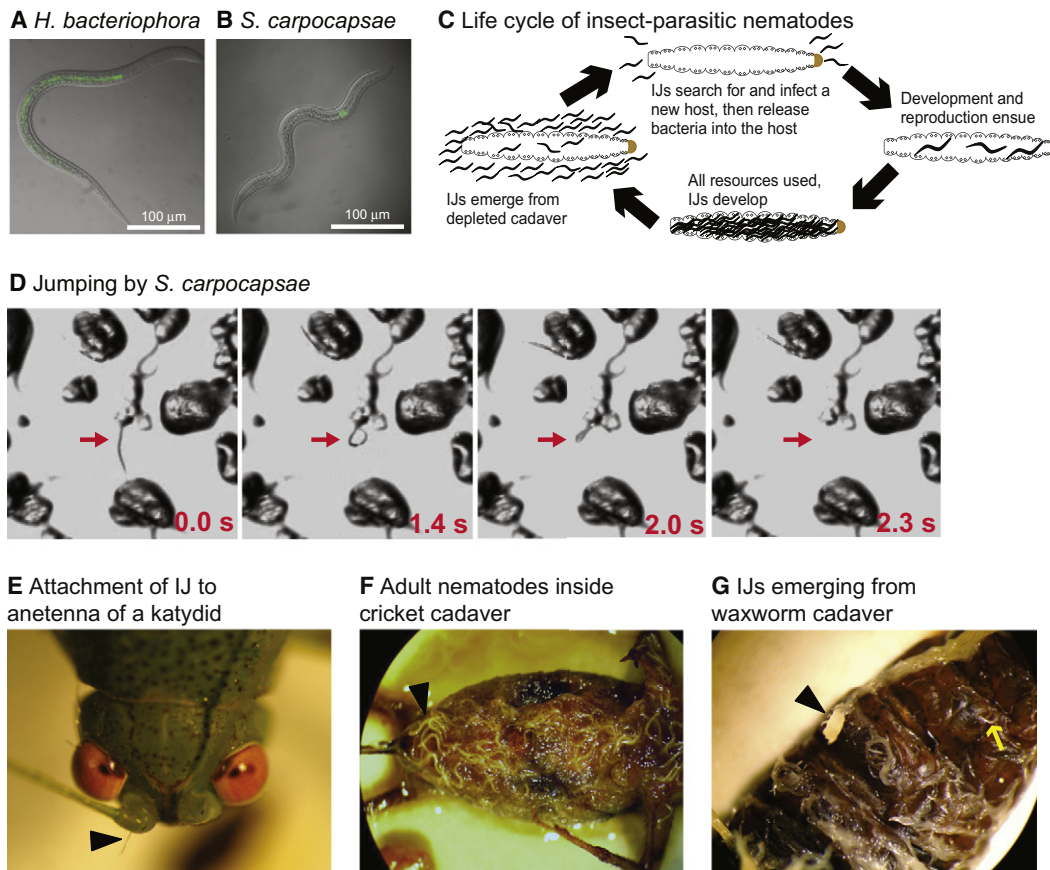 A H. bacteriophora
B S. carpocapsae
C Life cycle of insect-parasitic nematodes
100 μm
100 μm
IJs search for and infect a
new host, then release
bacteria into the host
Development and
reproduction ensue
All resources used,
IJs develop
IJs emerge from
depleted cadaver
D Jumping by S. carpocapsae
0.0 s
1.4 s
2.0 s
2.3 s
E Attachment of IJ to
anetenna of a katydid
F Adult nematodes inside
cricket cadaver
G IJs emerging from
waxworm cadaver